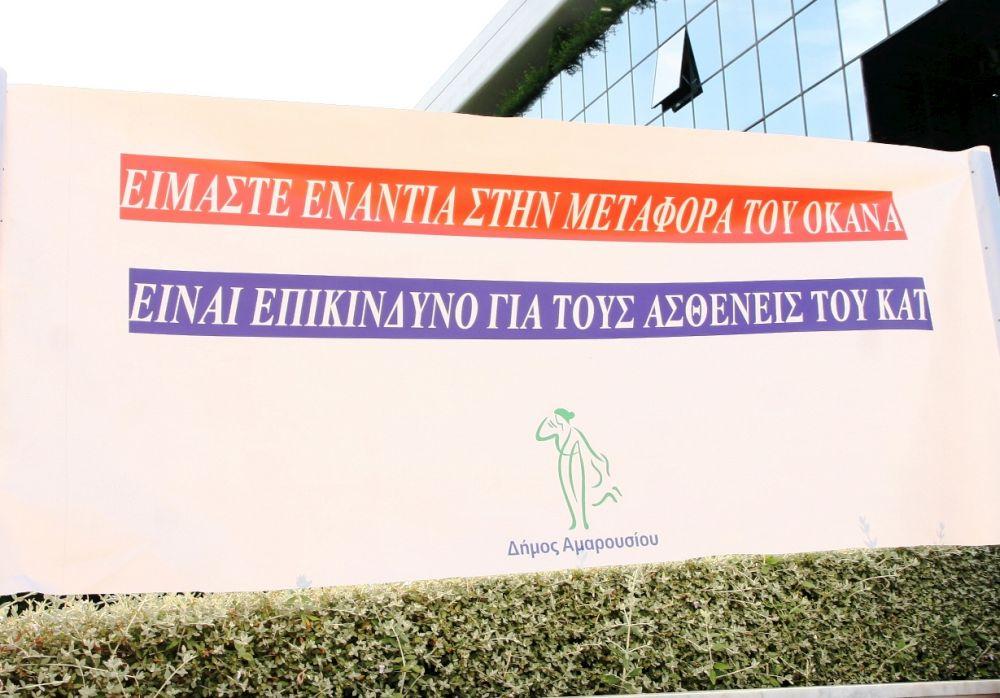 ΕΙΜΑΣΤΕ ΕΝΑΝΤΙΑ ΣΤΗΝ ΜΕΤΑΦΟΡΑ ΤΟΥ ΟΚΑΝΑ
ΕΙΝΑΙ ΕΠΙΚΙΝΔΥΝΟ ΓΙΑ ΤΟΥΣ ΑΣΘΕΝΕΙΣ ΤΟΥ ΚΑΤ
Δήμος Αμαρουσίου